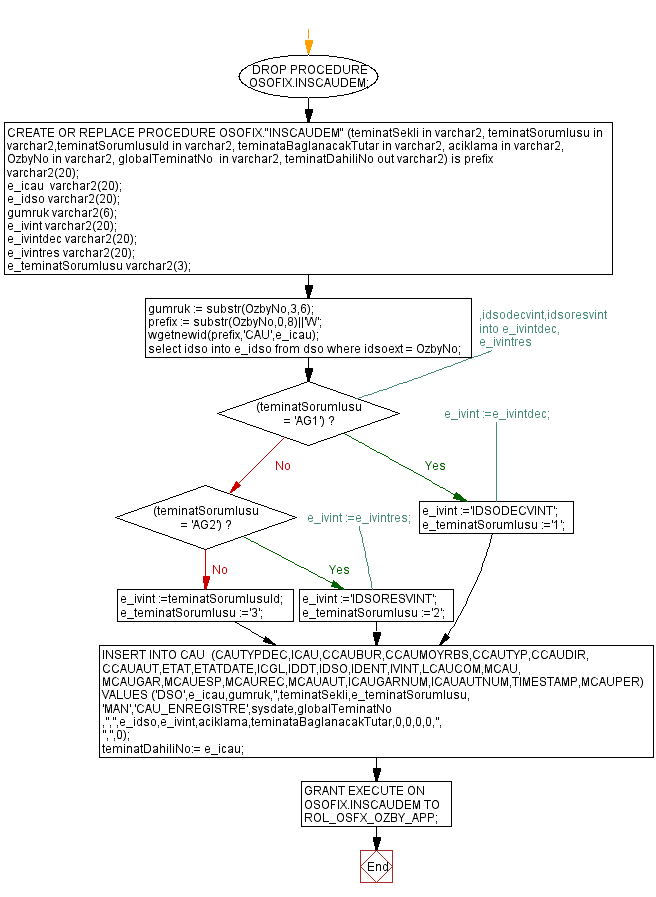 DROP PROCEDURE
OSOFIX.INSCAUDEM;
CREATE OR REPLACE PROCEDURE OSOFIX."INSCAUDEM" (teminatSekli in varchar2, teminatSorumlusu in
varchar2,teminatSorumlusuId in varchar2, teminataBaglanacakTutar in varchar2, aciklama in varchar2,
OzbyNo in varchar2, globalTeminatNo  in varchar2, teminatDahiliNo out varchar2) is prefix
varchar2(20);
e_icau  varchar2(20);
e_idso varchar2(20);
gumruk varchar2(6);
e_ivint varchar2(20);
e_ivintdec varchar2(20);
e_ivintres varchar2(20);
e_teminatSorumlusu varchar2(3);
gumruk := substr(OzbyNo,3,6);
prefix := substr(OzbyNo,0,8)||'W';
wgetnewid(prefix,'CAU',e_icau);
select idso into e_idso from dso where idsoext = OzbyNo;
,idsodecvint,idsoresvint
into e_ivintdec,
e_ivintres
(teminatSorumlusu
= 'AG1') ?
e_ivint :=e_ivintdec;
No
Yes
(teminatSorumlusu
= 'AG2') ?
e_ivint :=e_ivintres;
e_ivint :='IDSODECVINT';
e_teminatSorumlusu :='1';
No
Yes
e_ivint :=teminatSorumlusuId;
e_teminatSorumlusu :='3';
e_ivint :='IDSORESVINT';
e_teminatSorumlusu :='2';
INSERT INTO CAU  (CAUTYPDEC,ICAU,CCAUBUR,CCAUMOYRBS,CCAUTYP,CCAUDIR,
CCAUAUT,ETAT,ETATDATE,ICGL,IDDT,IDSO,IDENT,IVINT,LCAUCOM,MCAU,
MCAUGAR,MCAUESP,MCAUREC,MCAUAUT,ICAUGARNUM,ICAUAUTNUM,TIMESTAMP,MCAUPER)
VALUES ('DSO',e_icau,gumruk,'',teminatSekli,e_teminatSorumlusu,
'MAN','CAU_ENREGISTRE',sysdate,globalTeminatNo
,'','',e_idso,e_ivint,aciklama,teminataBaglanacakTutar,0,0,0,0,'',
'','',0);
teminatDahiliNo:= e_icau;
GRANT EXECUTE ON
OSOFIX.INSCAUDEM TO
ROL_OSFX_OZBY_APP;
End